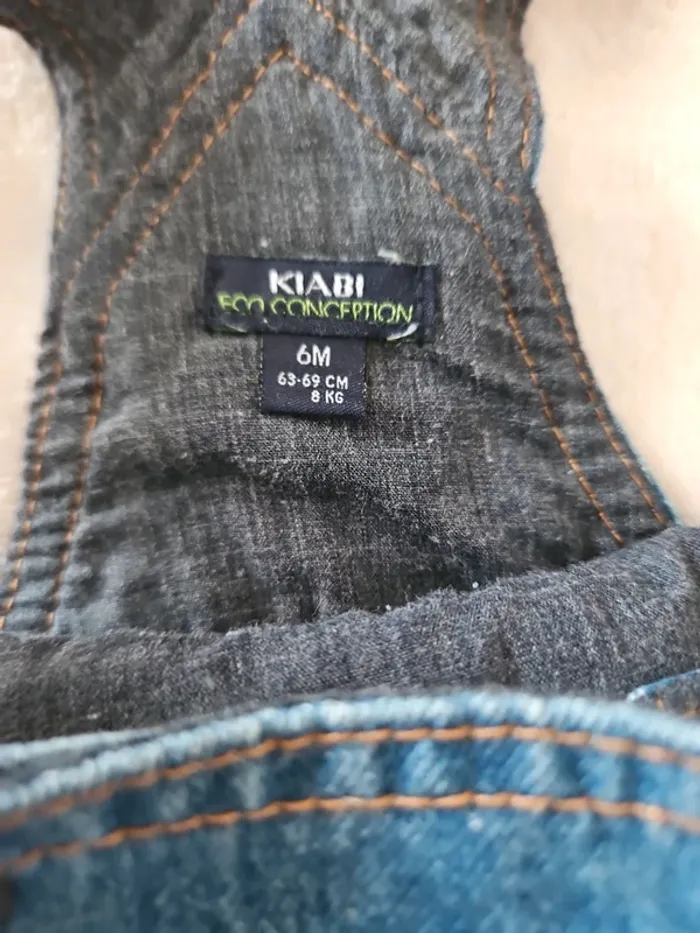 KIABI
ECO CONCEPTION
6M
63-69 CM
8 KG